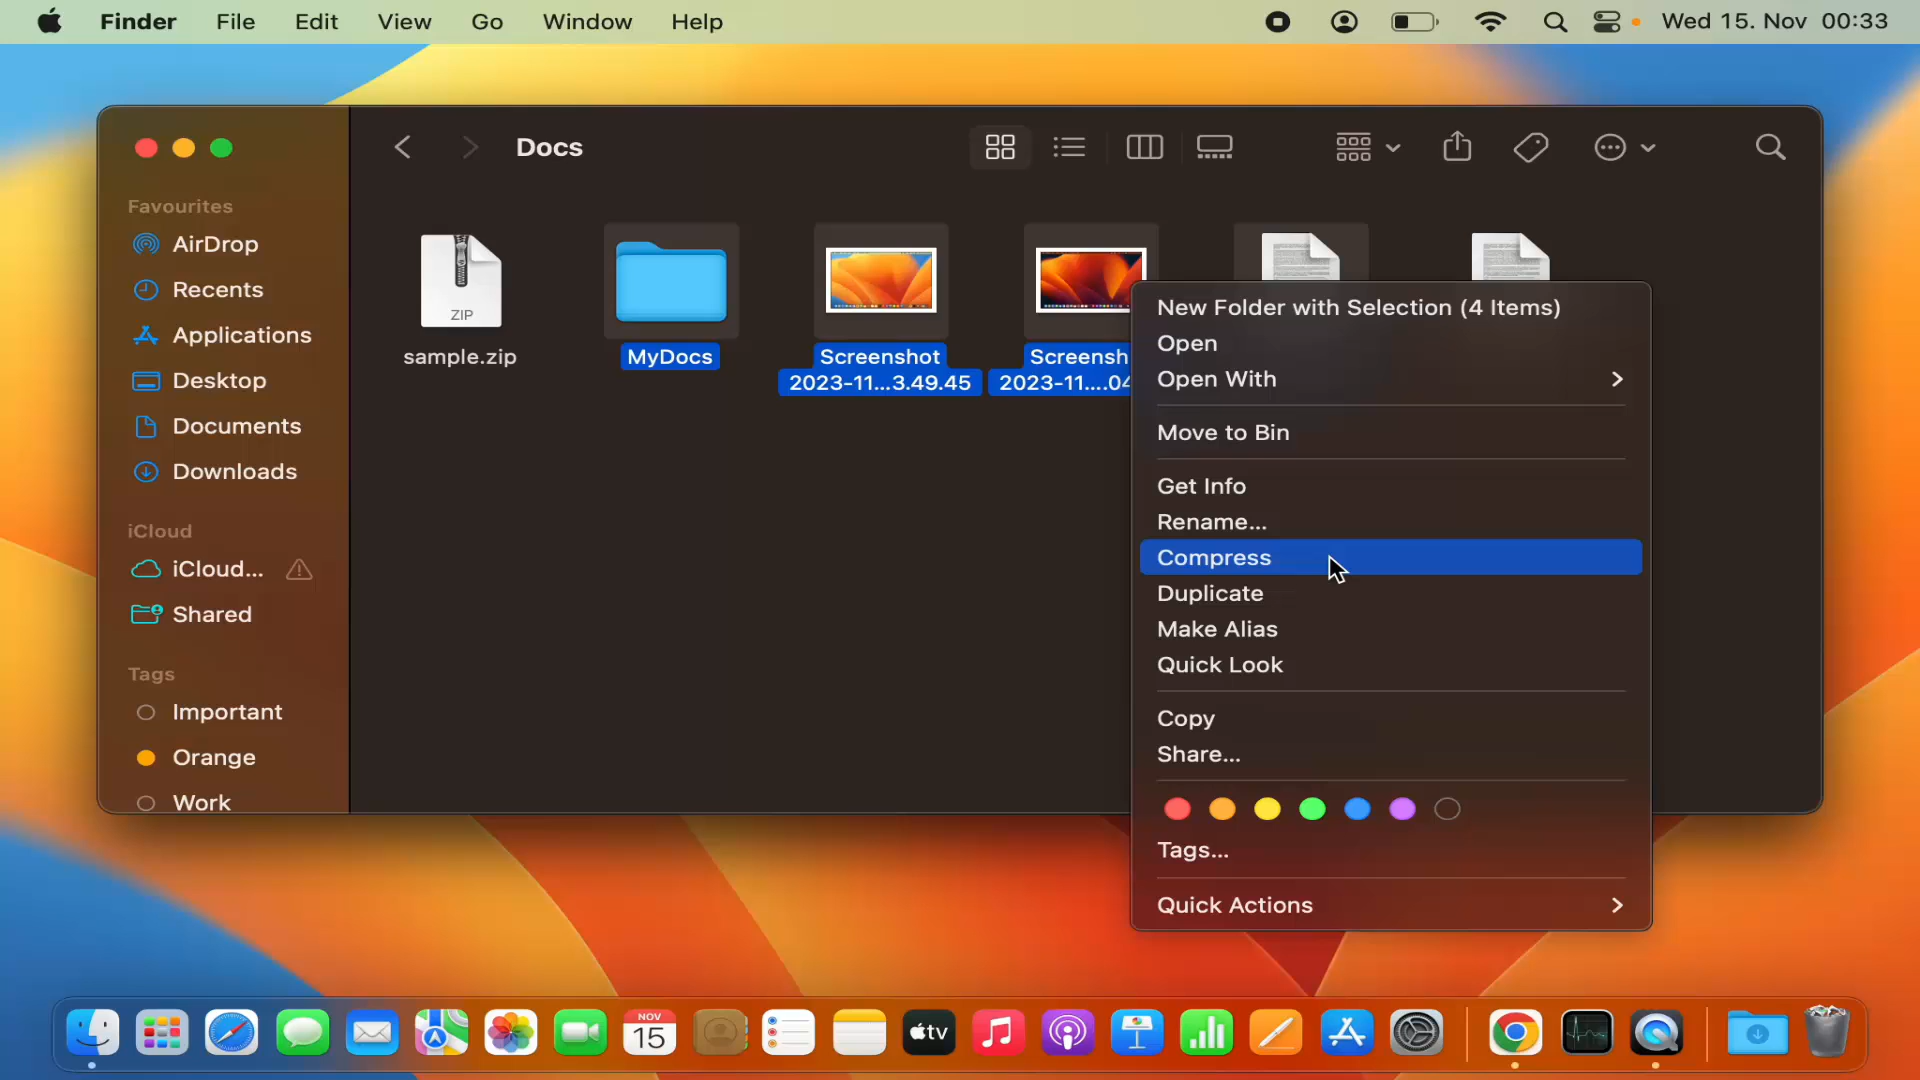 Finder File Edit View Go Window Help Wed 15. Nov 00:33
Docs
Favourites
AirDrop
Recents
Applications
Desktop
Documents
Downloads
iCloud
iCloud...
Shared
Tags
Important
Orange
Work
ZIP
sample.zip
MyDocs
Screenshot
2023-11...3.49.45
Screensh
2023-11....04
New Folder with Selection (4 Items)
Open
Open With
Move to Bin
Get Info
Rename...
Compress
Duplicate
Make Alias
Quick Look
Copy
Share...
Tags...
Quick Actions
NOV
15
tv